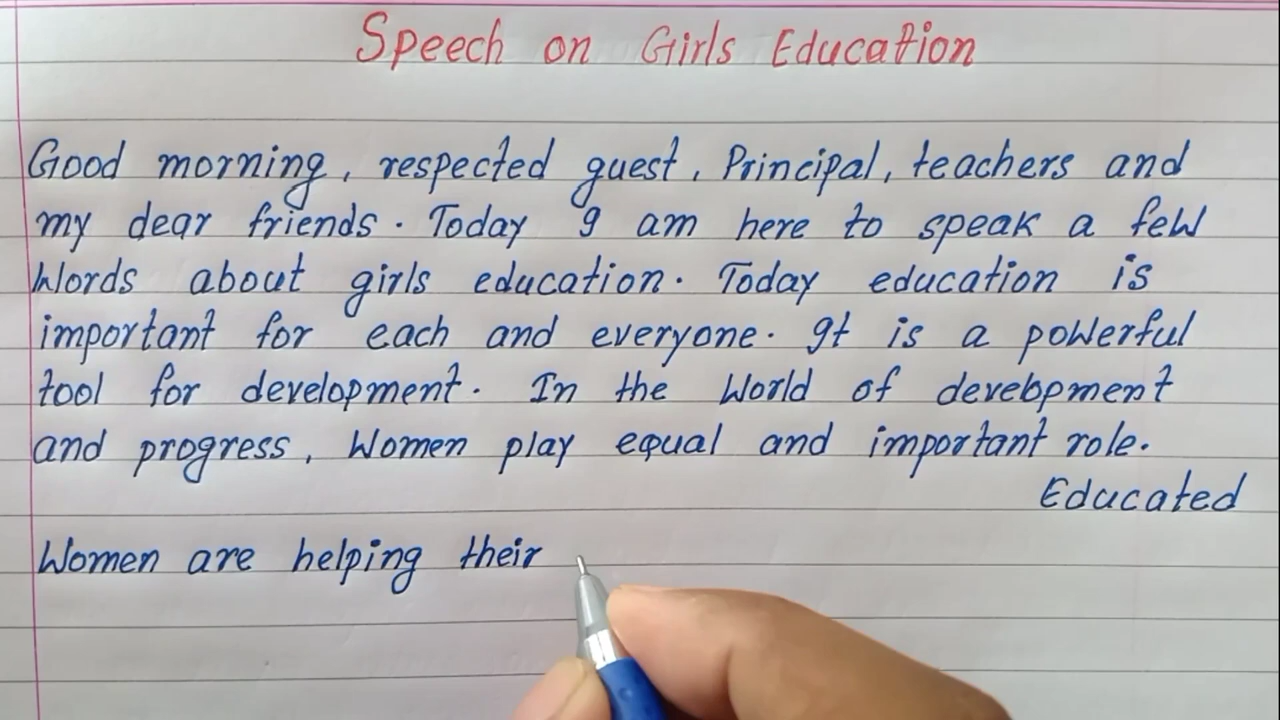 Speech on Girls Education
Good morning, respected guest, Principal, teachers and
my dear friends. Today I am here to speak a few
words about girls education. Today education is
important for each and everyone. It is a powerful
tool for development. In the world of development
and progress, women play equal and important role.
Educated
women are helping their